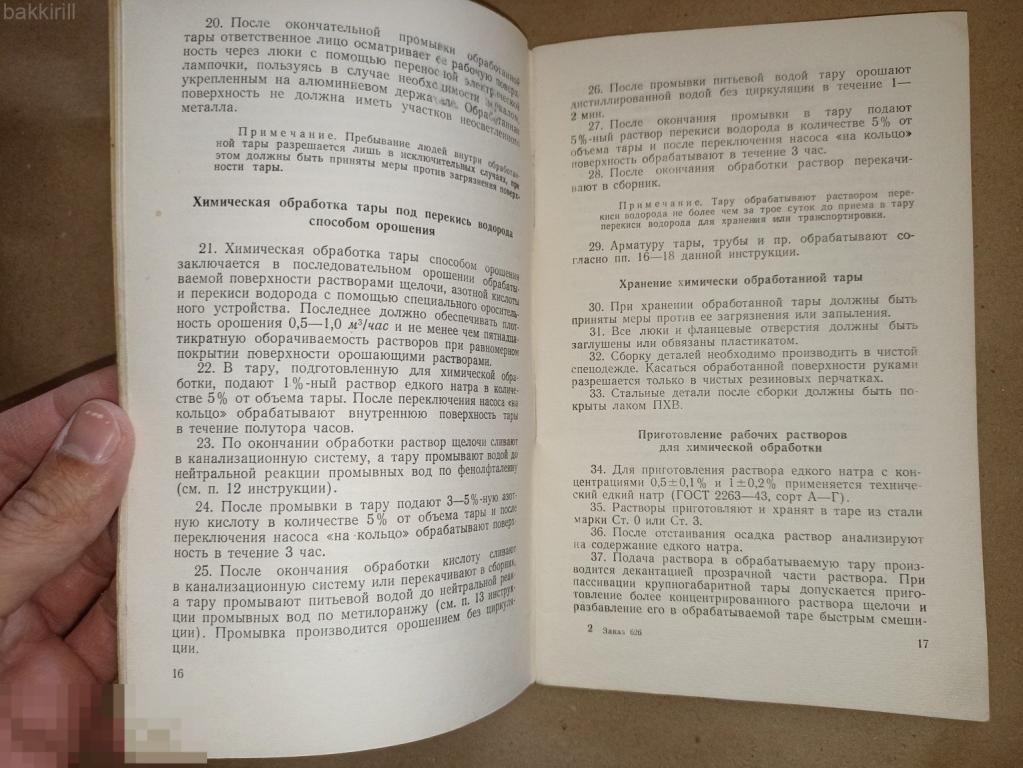 bakkirill
20. После окончательной промывки обработанной
тары ответственное лицо осматривает ее рабочую поверх-
ность через люки с помощью переносной электрической
лампочки, пользуясь в случае необходимости зеркалом,
укрепленным на алюминиевом держателе. Обработанная
поверхность не должна иметь участков неосветленного
металла.
Примечание. Пребывание людей внутри обработан-
ной тары разрешается лишь в исключительных случаях, при
этом должны быть приняты меры против загрязнения поверх-
ности тары.
Химическая обработка тары под перекись водорода
способом орошения
21. Химическая обработка тары способом орошения
заключается в последовательном орошении обрабаты-
ваемой поверхности растворами щелочи, азотной кислоты
и перекиси водорода с помощью специального ороситель-
ного устройства. Последнее должно обеспечивать плот-
ность орошения 0,5—1,0 м³/час и не менее чем пятнадца-
тикратную оборачиваемость растворов при равномерном
покрытии поверхности орошающими растворами.
22. В тару, подготовленную для химической обра-
ботки, подают 1%-ный раствор едкого натра в количе-
стве 5% от объема тары. После переключения насоса «на
кольцо» обрабатывают внутреннюю поверхность тары
в течение полутора часов.
23. По окончании обработки раствор щелочи сливают
в канализационную систему, а тару промывают водой до
нейтральной реакции промывных вод по фенолфталеину
(см. п. 12 инструкции).
24. После промывки в тару подают 3—5%-ную азот-
ную кислоту в количестве 5% от объема тары и после
переключения насоса «на кольцо» обрабатывают поверх-
ность в течение 3 час.
25. После окончания обработки кислоту сливают
в канализационную систему или перекачивают в сборник,
а тару промывают питьевой водой до нейтральной реак-
ции промывных вод по метилоранжу (см. п. 13 инструк-
ции). Промывка производится орошением без циркуля-
ции.
16
26. После промывки питьевой водой тару орошают
дистиллированной водой без циркуляции в течение 1—
2 мин.
27. После окончания промывки в тару подают
5%-ный раствор перекиси водорода в количестве 5% от
объема тары и после переключения насоса «на кольцо»
поверхность обрабатывают в течение 3 час.
28. После окончания обработки раствор перекачи-
вают в сборник.
Примечание. Тару обрабатывают раствором пере-
киси водорода не более чем за трое суток до приема в тару
перекиси водорода для хранения или транспортировки.
29. Арматуру тары, трубы и пр. обрабатывают со-
гласно пп. 16—18 данной инструкции.
Хранение химически обработанной тары
30. При хранении обработанной тары должны быть
приняты меры против ее загрязнения или запыления.
31. Все люки и фланцевые отверстия должны быть
заглушены или обвязаны пластикатом.
32. Сборку деталей необходимо производить в чистой
спецодежде. Касаться обработанной поверхности руками
разрешается только в чистых резиновых перчатках.
33. Стальные детали после сборки должны быть по-
крыты лаком ПХВ.
Приготовление рабочих растворов
для химической обработки
34. Для приготовления раствора едкого натра с кон-
центрациями 0,5±0,1% и 1±0,2% применяется техниче-
ский едкий натр (ГОСТ 2263—43, сорт А—Г).
35. Растворы приготовляют и хранят в таре из стали
марки Ст. 0 или Ст. 3.
36. После отстаивания осадка раствор анализируют
на содержание едкого натра.
37. Подача раствора в обрабатываемую тару произ-
водится декантацией прозрачной части раствора. При
пассивации крупногабаритной тары допускается приго-
товление более концентрированного раствора щелочи и
разбавление его в обрабатываемой таре быстрым смеши-
2 Заказ 626
17